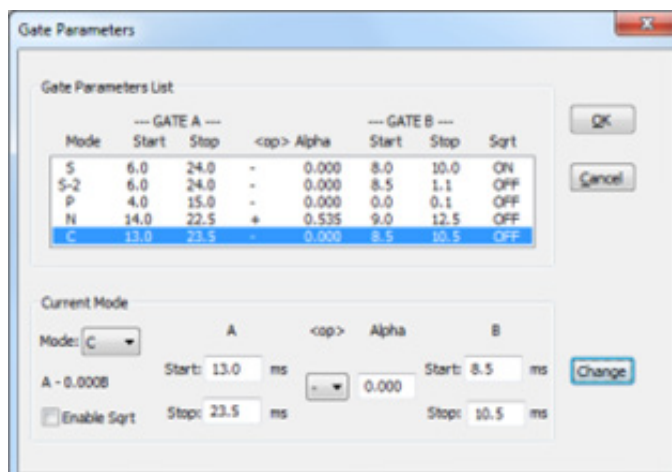 Gate Parameters
Gate Parameters List
--- GATE A --- --- GATE B ---
Mode Start Stop <op> Alpha Start Stop Sqrt
S 6.0 24.0 - 0.000 8.0 10.0 ON
S-2 6.0 24.0 - 0.000 8.5 1.1 OFF
P 4.0 15.0 - 0.000 0.0 0.1 OFF
N 14.0 22.5 + 0.535 9.0 12.5 OFF
C 13.0 23.5 - 0.000 8.5 10.5 OFF
OK
Cancel
Current Mode
A <op> Alpha B
Mode: C
Start: 13.0 ms - 0.000 Start: 8.5 ms
A - 0.000B
Enable Sqrt Stop: 23.5 ms Stop: 10.5 ms
Change